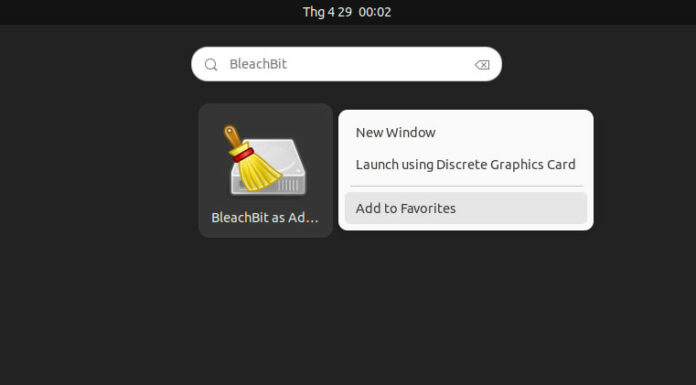 Thg 4 29 00:02
BleachBit
New Window
Launch using Discrete Graphics Card
BleachBit as Ad...
Add to Favorites